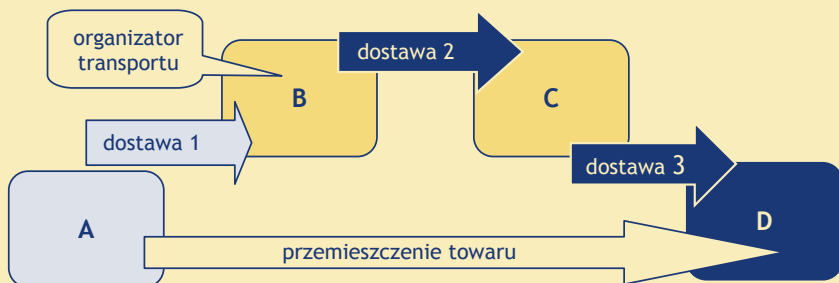 organizator
transportu
dostawa 2
B
C
dostawa 1
dostawa 3
A
D
przemieszczenie towaru